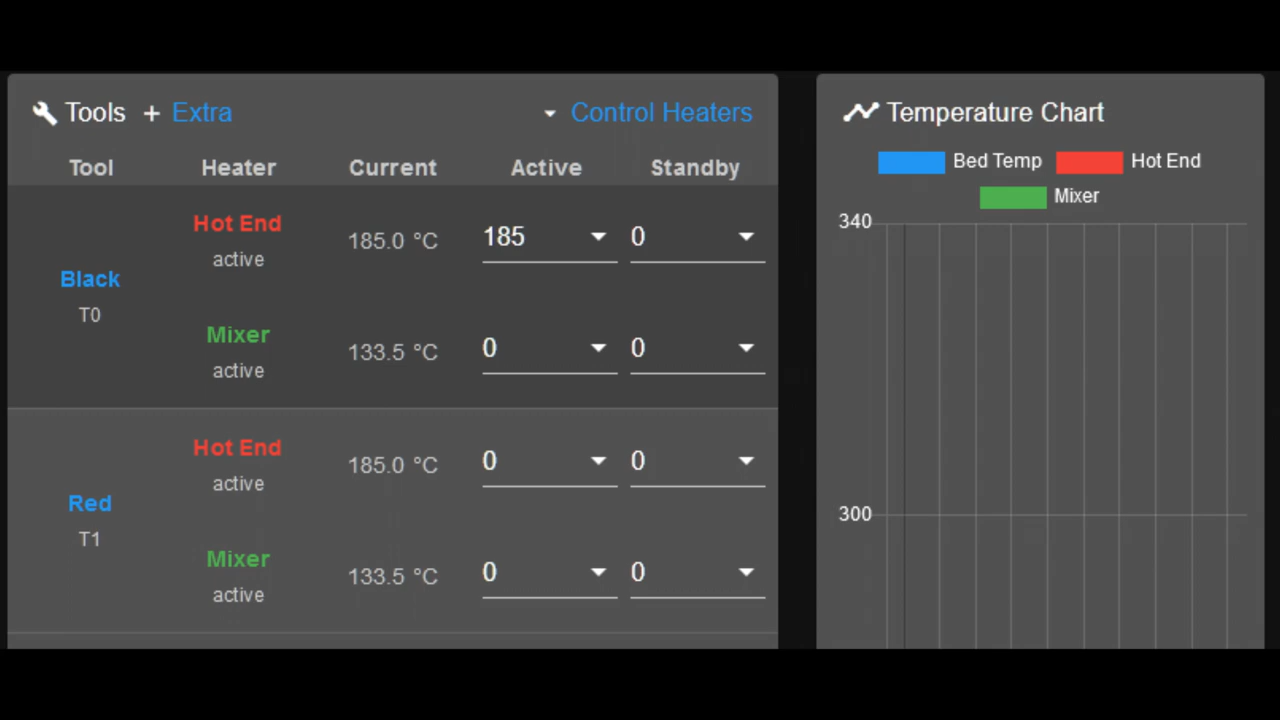 Tools + Extra
Control Heaters
Tool Heater Current Active Standby
Black
T0
Hot End
active
185.0 °C
185
0
Mixer
active
133.5 °C
0
0
Red
T1
Hot End
active
185.0 °C
0
0
Mixer
active
133.5 °C
0
0
Temperature Chart
Bed Temp
Hot End
Mixer
340
300